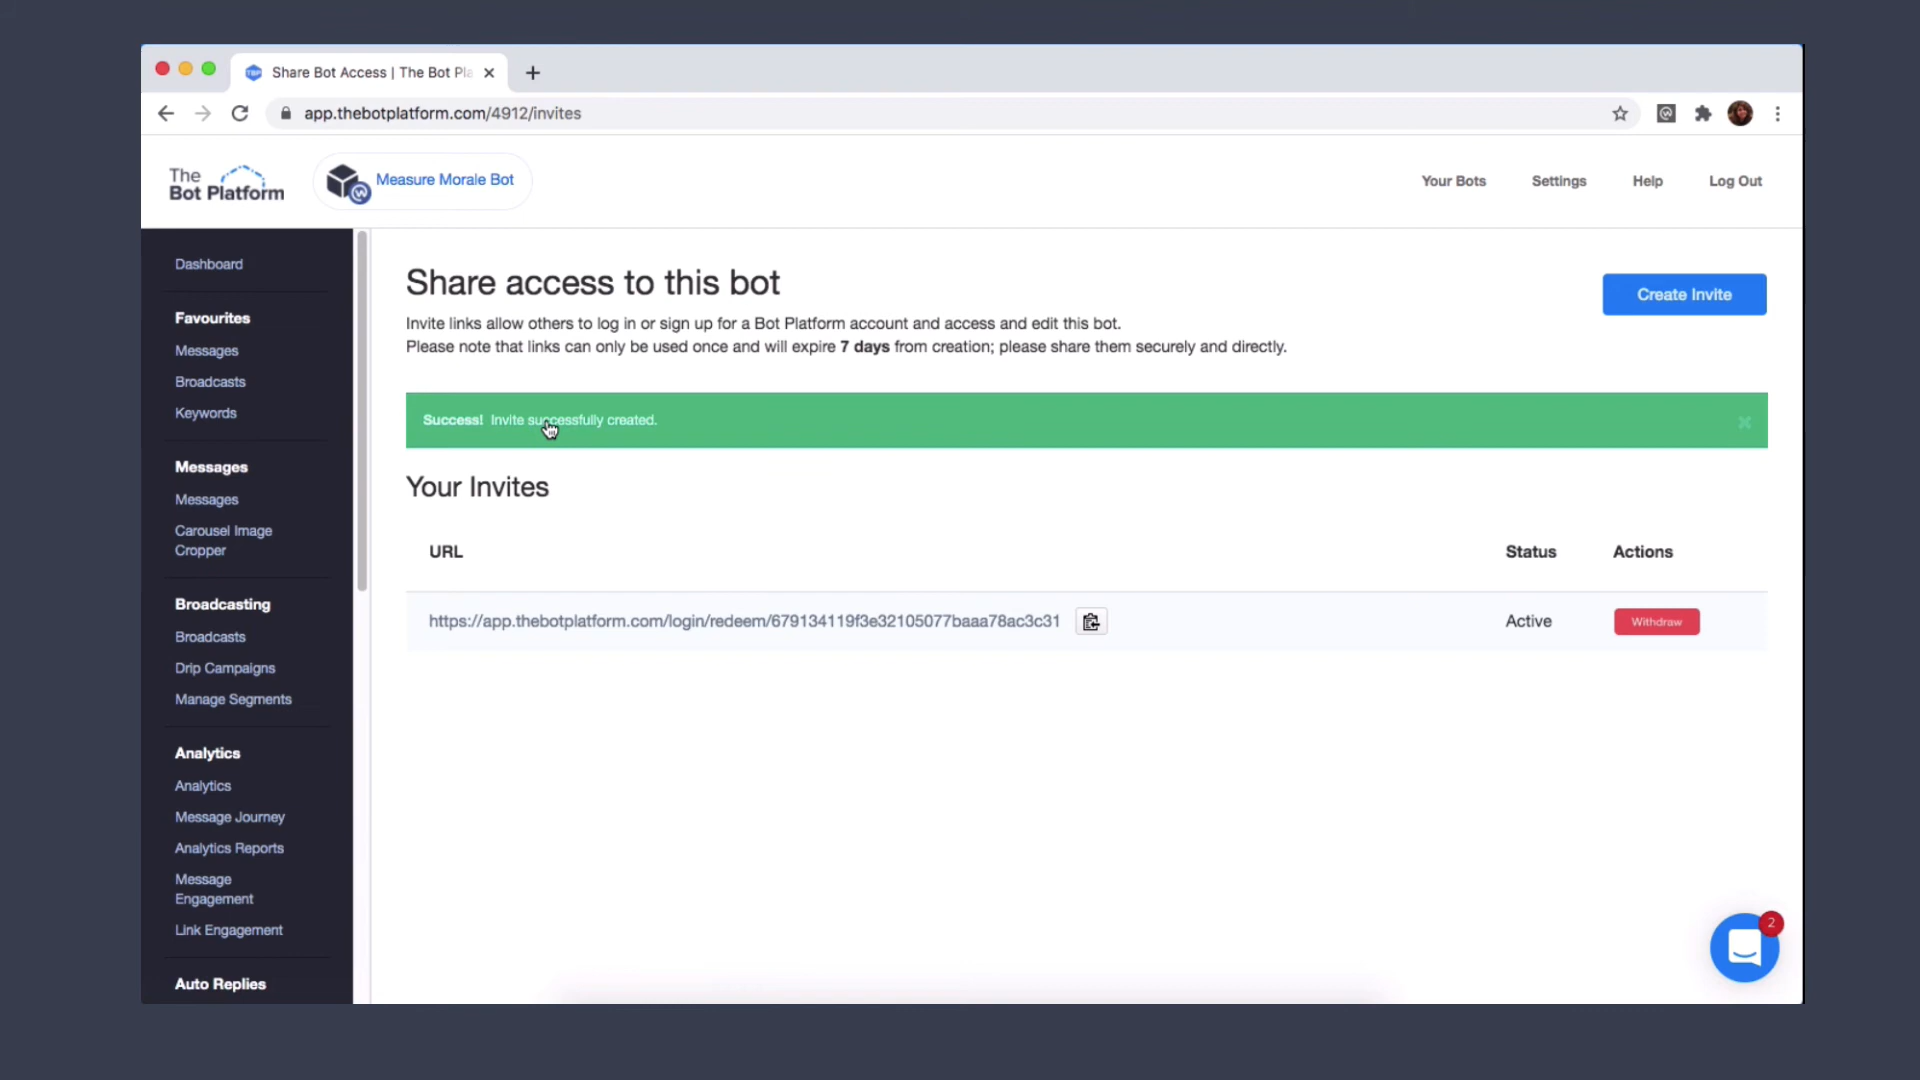 Share Bot Access | The Bot Pla
app.thebotplatform.com/4912/invites
The
Bot Platform
Measure Morale Bot
Your Bots
Settings
Help
Log Out
Dashboard
Favourites
Messages
Broadcasts
Keywords
Messages
Messages
Carousel Image
Cropper
Broadcasting
Broadcasts
Drip Campaigns
Manage Segments
Analytics
Analytics
Message Journey
Analytics Reports
Message
Engagement
Link Engagement
Auto Replies
Share access to this bot
Create Invite
Invite links allow others to log in or sign up for a Bot Platform account and access and edit this bot.
Please note that links can only be used once and will expire 7 days from creation; please share them securely and directly.
Success! Invite successfully created.
Your Invites
URL
Status
Actions
https://app.thebotplatform.com/login/redeem/679134119f3e32105077baaa78ac3c31
Active
Withdraw
2